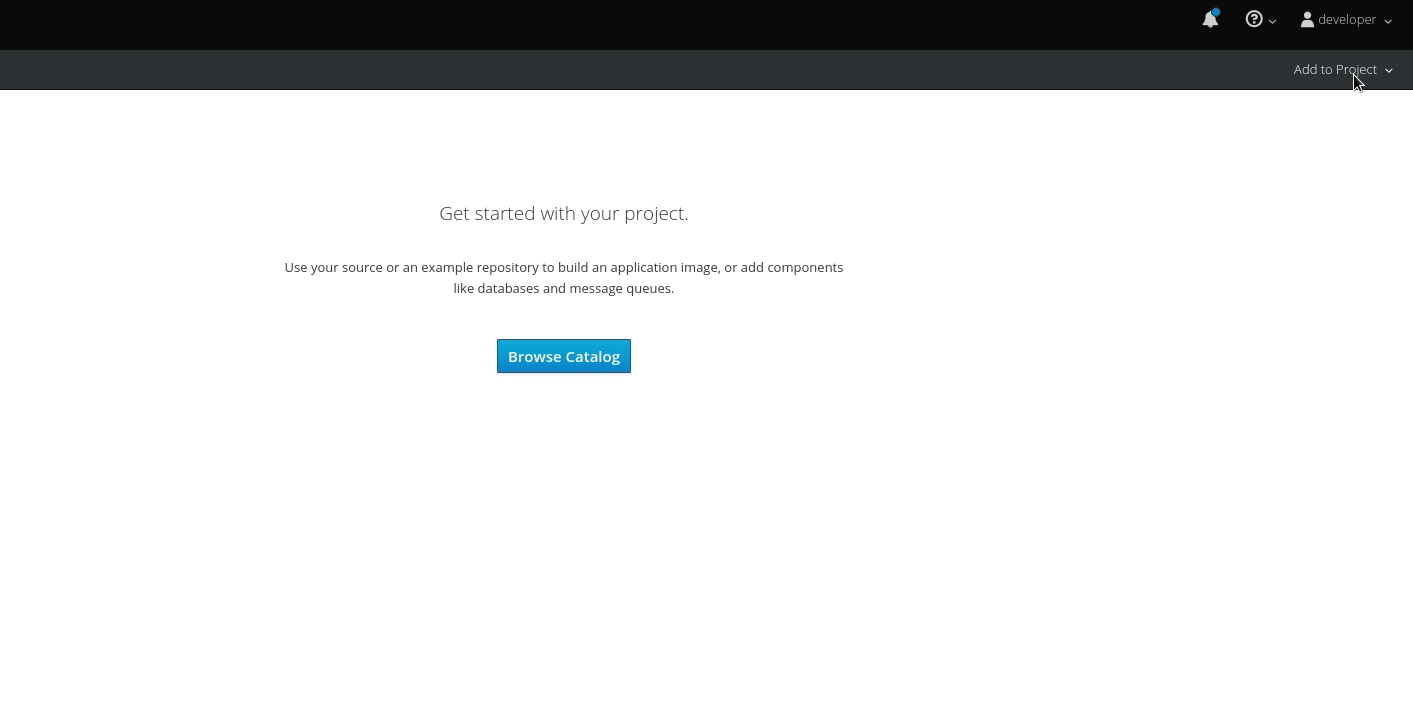 developer
Add to Project
Get started with your project.
Use your source or an example repository to build an application image, or add components
like databases and message queues.
Browse Catalog